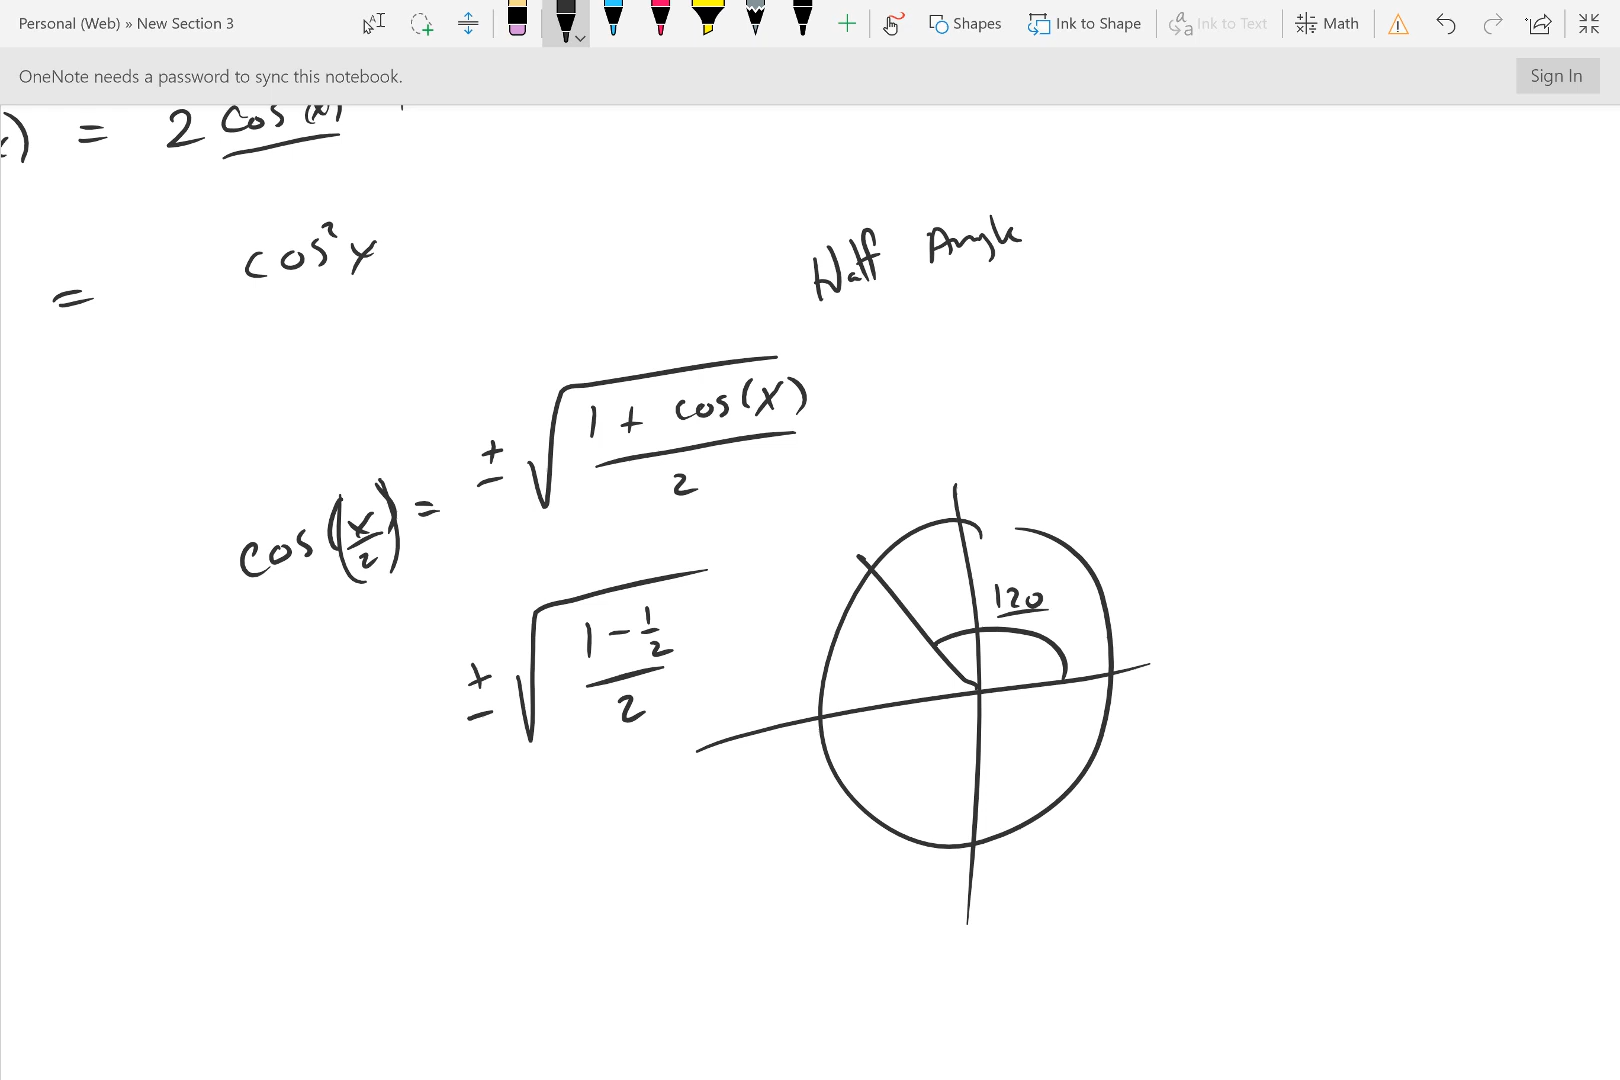 Personal (Web) » New Section 3
Shapes
Ink to Shape
Ink to Text
Math
OneNote needs a password to sync this notebook.
Sign In
) = 2 cos(x)
cos²x
=
Half Angle
cos(x/2) = ± √((1 + cos(x))/2)
± √((1 - 1/2)/2)
120